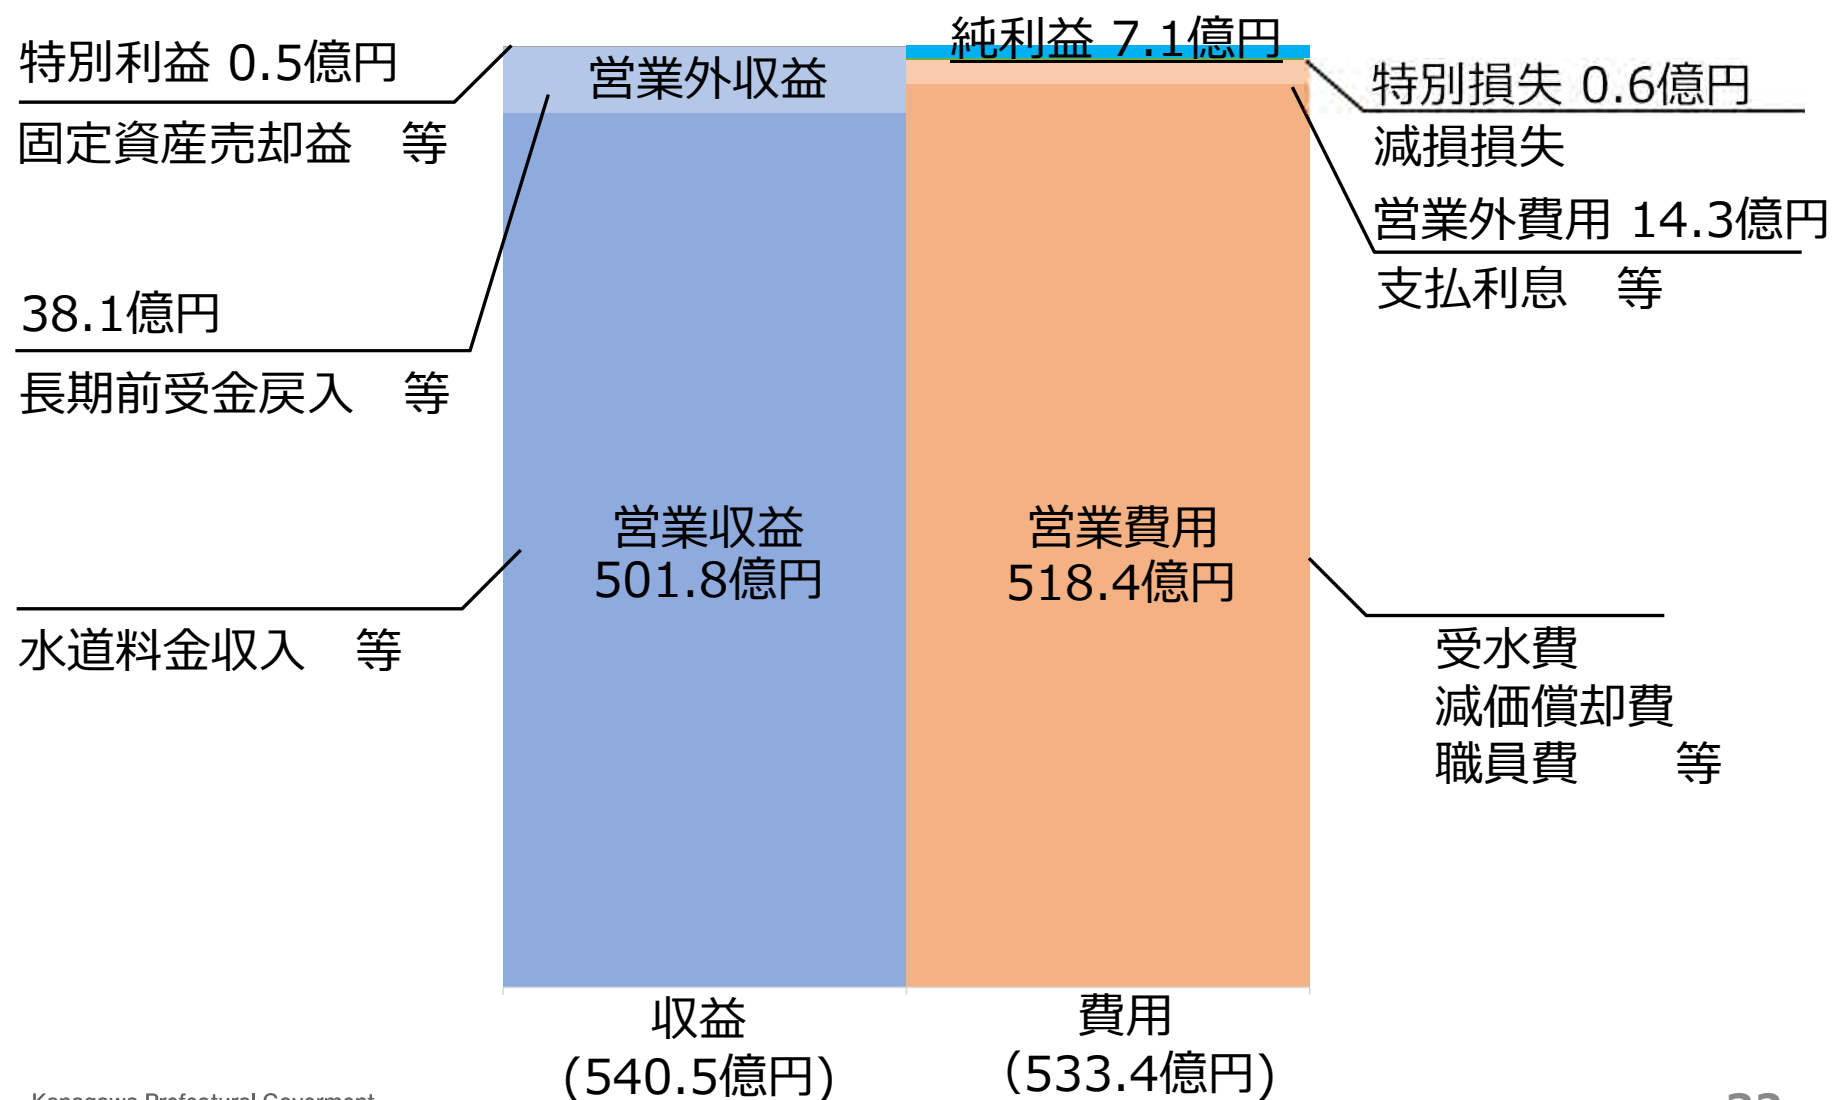 特別利益 0.5億円
固定資産売却益　等
38.1億円
長期前受金戻入　等
水道料金収入　等
営業外収益
営業収益
501.8億円
純利益 7.1億円
営業費用
518.4億円
特別損失 0.6億円
減損損失
営業外費用 14.3億円
支払利息　等
受水費
減価償却費
職員費　　等
収益
(540.5億円)
費用
(533.4億円)
Kanagawa Prefectural Goverment